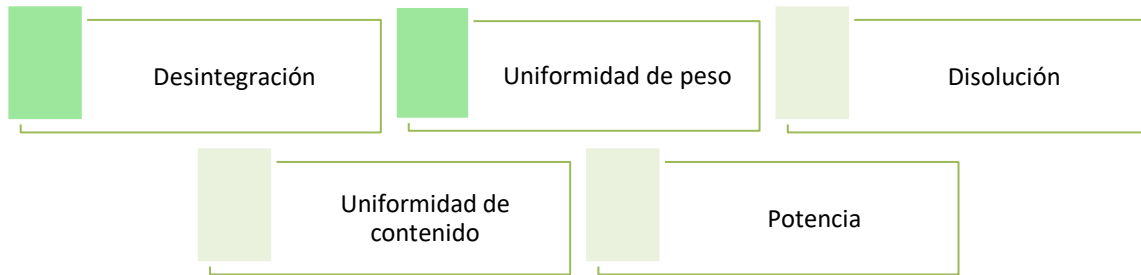 Desintegración
Uniformidad de peso
Disolución
Uniformidad de
contenido
Potencia